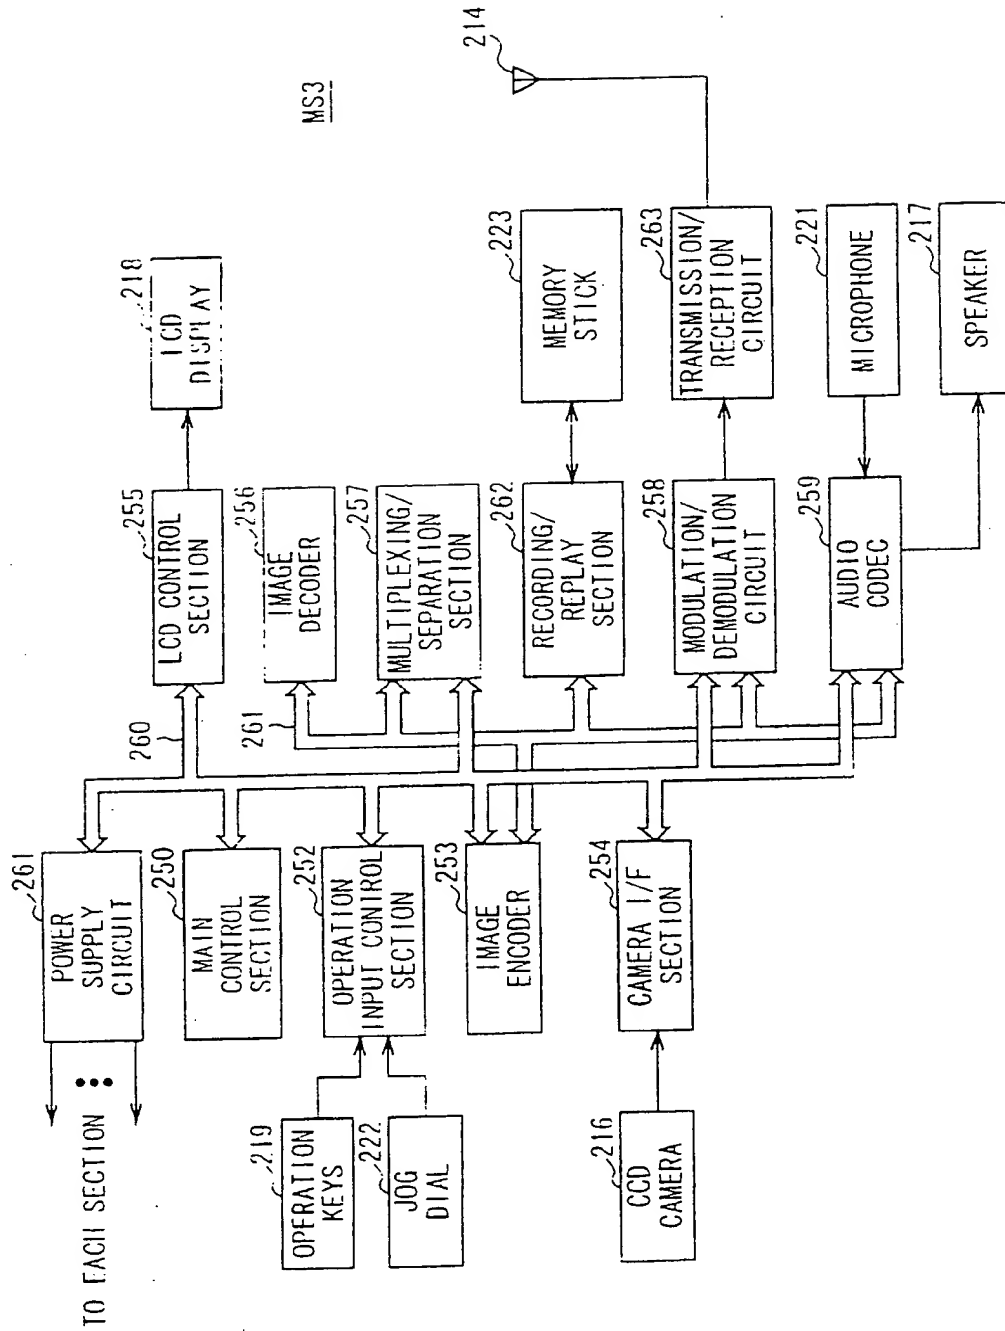 MS3
TO EACH SECTION
261
POWER
SUPPLY
CIRCUIT
250
MAIN
CONTROL
SECTION
219
OPERATION
KEYS
222
JOG
DIAL
252
OPERATION
INPUT CONTROL
SECTION
253
IMAGE
ENCODER
216
CCD
CAMERA
254
CAMERA I/F
SECTION
260
261
255
LCD CONTROL
SECTION
218
LCD
DISPLAY
256
IMAGE
DECODER
257
MULTIPLEXING/
SEPARATION
SECTION
262
RECORDING/
REPLAY
SECTION
223
MEMORY
STICK
258
MODULATION/
DEMODULATION
CIRCUIT
263
TRANSMISSION/
RECEPTION
CIRCUIT
214
259
AUDIO
CODEC
221
MICROPHONE
217
SPEAKER